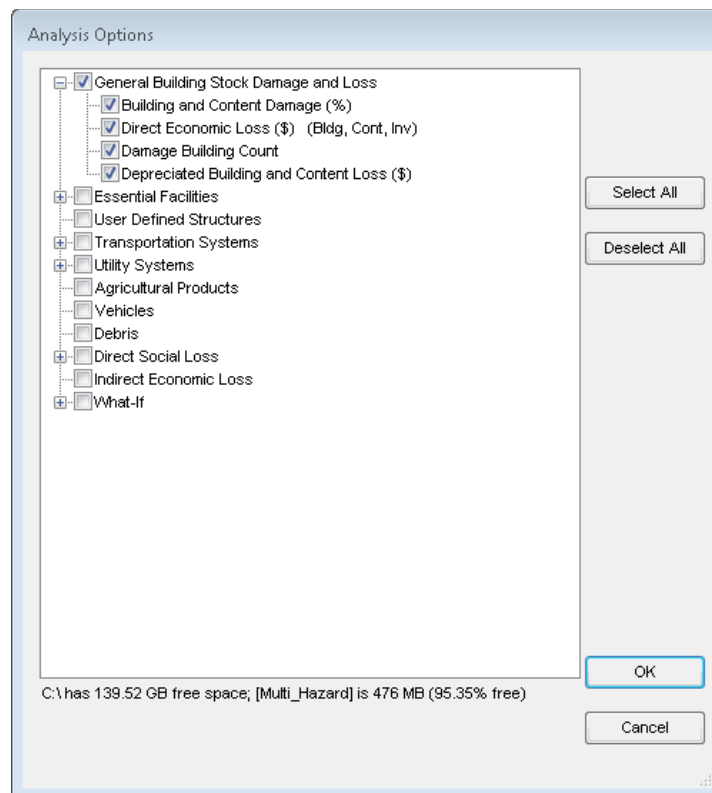 Analysis Options
General Building Stock Damage and Loss
Building and Content Damage (%)
Direct Economic Loss ($) (Bldg, Cont, Inv)
Damage Building Count
Depreciated Building and Content Loss ($)
Essential Facilities
User Defined Structures
Transportation Systems
Utility Systems
Agricultural Products
Vehicles
Debris
Direct Social Loss
Indirect Economic Loss
What-If
Select All
Deselect All
OK
C:\ has 139.52 GB free space; [Multi_Hazard] is 476 MB (95.35% free)
Cancel